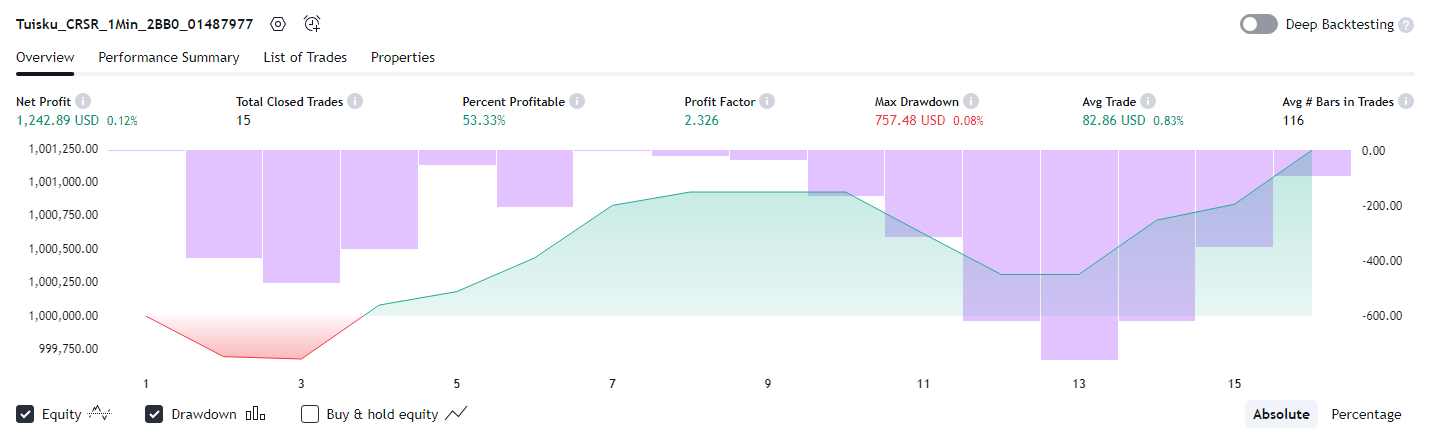 Tuisku_CRSR_1Min_2BB0_01487977 Deep Backtesting ?
Overview Performance Summary List of Trades Properties
Net Profit Total Closed Trades Percent Profitable Profit Factor Max Drawdown Avg Trade Avg # Bars in Trades
1,242.89 USD 0.12% 15 53.33% 2.326 757.48 USD 0.08% 82.86 USD 0.83% 116
1,001,250.00 0.00
1,001,000.00
1,000,750.00 -200.00
1,000,500.00
1,000,250.00 -400.00
1,000,000.00 -600.00
999,750.00
1 3 5 7 9 11 13 15
Equity Drawdown Buy & hold equity Absolute Percentage